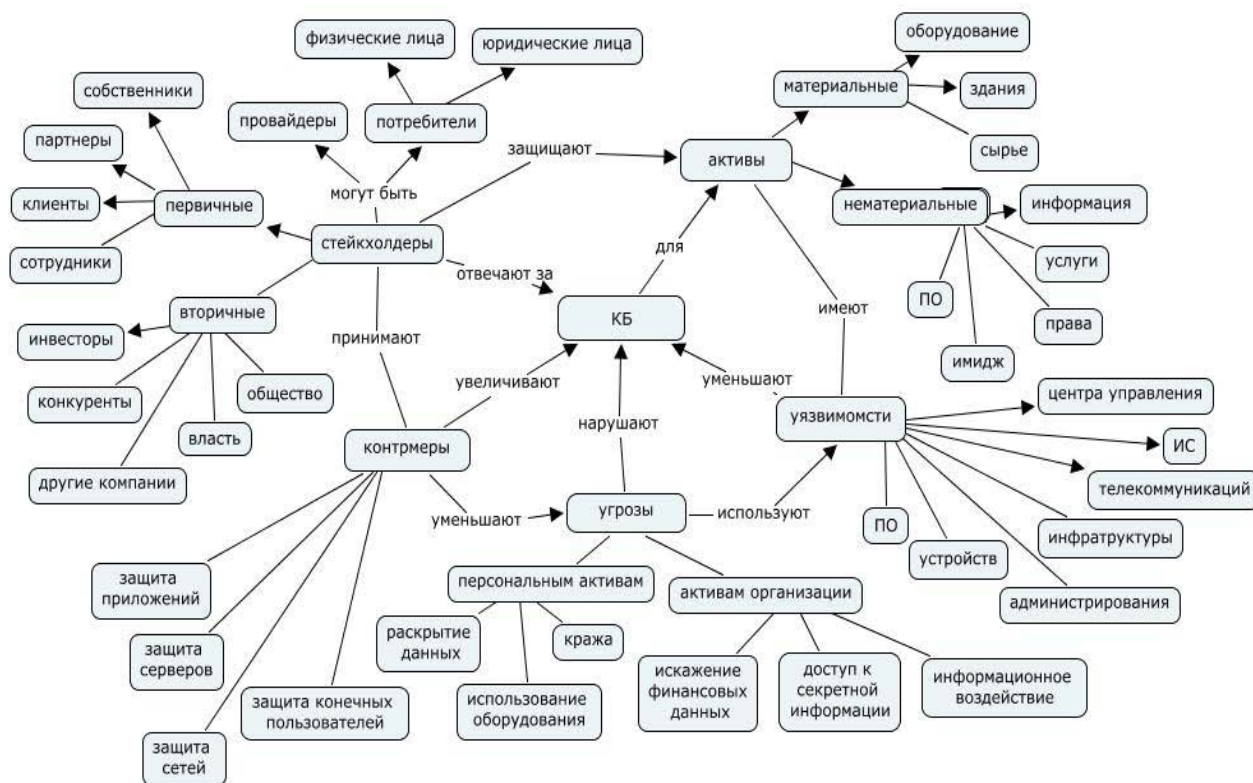 физические лица
юридические лица
оборудование
собственники
материальные
здания
провайдеры
потребители
партнеры
сырье
защищают
активы
могут быть
клиенты
первичные
нематериальные
информация
стейкхолдеры
для
сотрудники
услуги
отвечают за
ПО
вторичные
КБ
имеют
права
инвесторы
принимают
имидж
увеличивают
уменьшают
общество
центра управления
конкуренты
уязвимомсти
нарушают
власть
ИС
контрмеры
другие компании
телекоммуникаций
уменьшают
угрозы
используют
ПО
инфратруктуры
устройств
защита
приложений
персональным активам
активам организации
администрирования
раскрытие
данных
кража
защита
серверов
искажение
финансовых
данных
доступ к
секретной
информации
информационное
воздействие
защита конечных
пользователей
использование
оборудования
защита
сетей